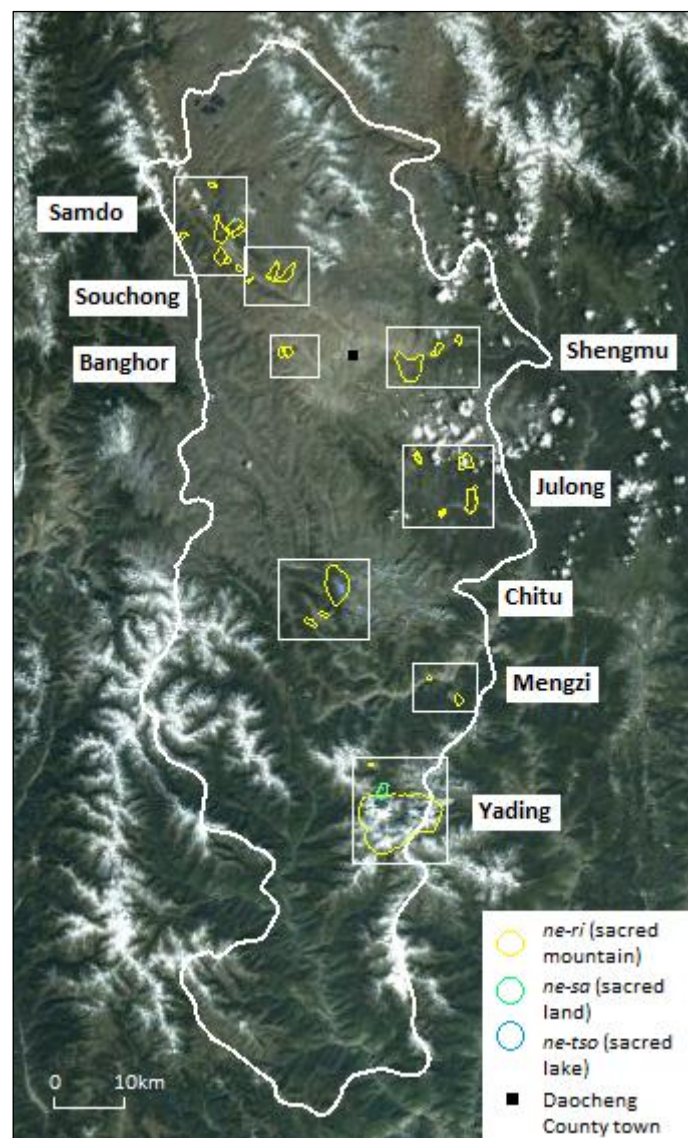 Samdo
Souchong
Banghor
Shengmu
Julong
Chitu
Mengzi
Yading
ne-ri (sacred
mountain)
ne-sa (sacred
land)
ne-tso (sacred
lake)
Daocheng
County town
0 10km